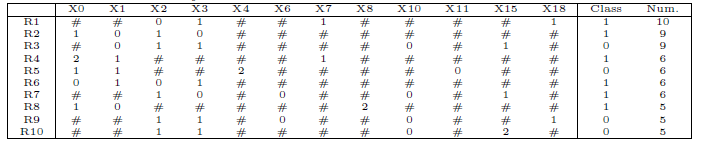 X0 X1 X2 X3 X4 X6 X7 X8 X10 X11 X15 X18 Class Num.
R1 # # 0 1 # # 1 # # # # 1 1 10
R2 1 0 1 0 # # # # # # # # 1 9
R3 # 0 1 1 # # # # 0 # 1 # 0 9
R4 2 1 # # # # 1 # # # # # 1 6
R5 1 1 # # 2 # # # # 0 # # 0 6
R6 0 1 0 1 # # # # # # # # 1 6
R7 # # 1 0 # 0 # # 0 # 1 # 1 6
R8 1 0 # # # # # 2 # # # # 1 5
R9 # # 1 1 # 0 # # 0 # # 1 0 5
R10 # # 1 1 # # # # 0 # 2 # 0 5